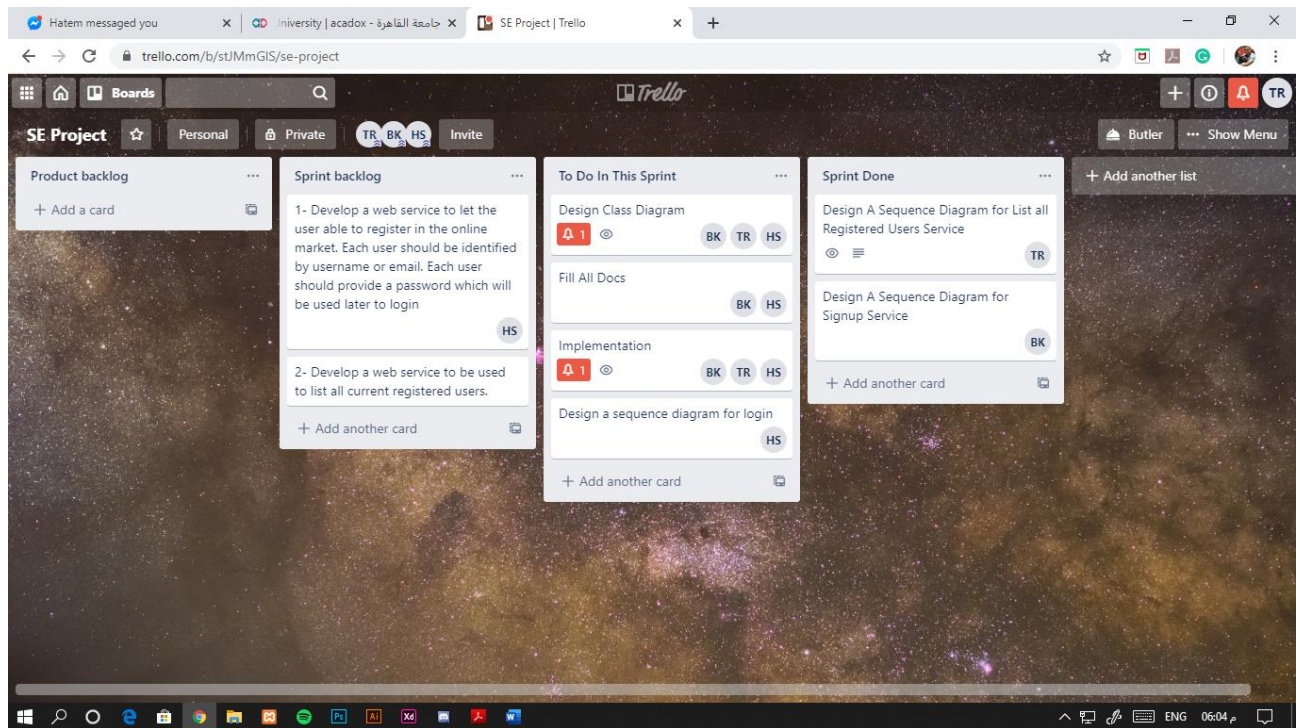 Hatem messaged you
University | acadox - جامعة القاهرة
SE Project | Trello
trello.com/b/stJMmGIS/se-project
Boards
Trello
TR
SE Project
Personal
Private
TR BK HS
Invite
Butler
Show Menu
Product backlog
+ Add a card
Sprint backlog
1- Develop a web service to let the
user able to register in the online
market. Each user should be identified
by username or email. Each user
should provide a password which will
be used later to login
HS
2- Develop a web service to be used
to list all current registered users.
+ Add another card
To Do In This Sprint
Design Class Diagram
1
BK TR HS
Fill All Docs
BK HS
Implementation
1
BK TR HS
Design a sequence diagram for login
HS
+ Add another card
Sprint Done
Design A Sequence Diagram for List all
Registered Users Service
TR
Design A Sequence Diagram for
Signup Service
BK
+ Add another card
+ Add another list
Ps
Ai
Xd
ENG
06:04 م